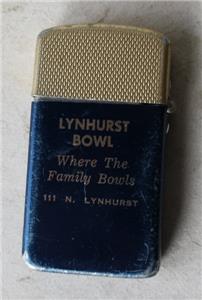 LYNHURST
BOWL
Where The
Family Bowls
111 N. LYNHURST